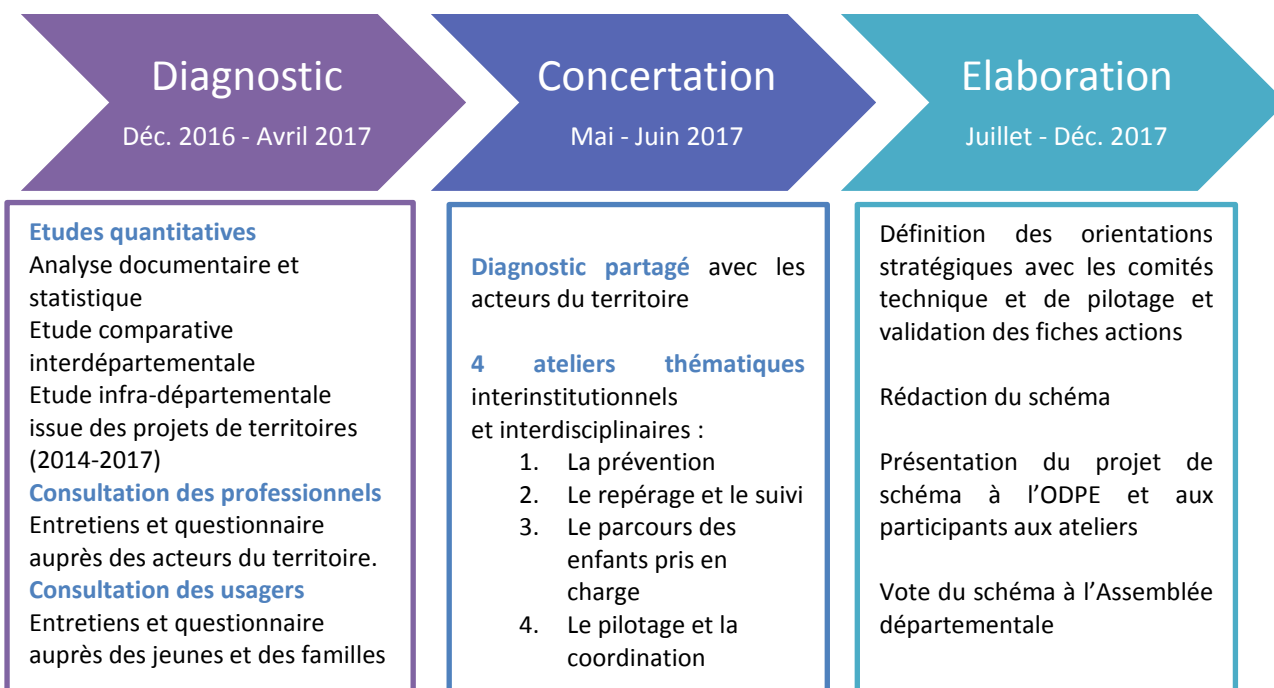 Diagnostic
Déc. 2016 - Avril 2017
Etudes quantitatives
Analyse documentaire et
statistique
Etude comparative
interdépartementale
Etude infra-départementale
issue des projets de territoires
(2014-2017)
Consultation des professionnels
Entretiens et questionnaire
auprès des acteurs du territoire.
Consultation des usagers
Entretiens et questionnaire
auprès des jeunes et des familles
Concertation
Mai - Juin 2017
Diagnostic partagé avec les
acteurs du territoire
4 ateliers thématiques
interinstitutionnels
et interdisciplinaires :
1. La prévention
2. Le repérage et le suivi
3. Le parcours des
enfants pris en
charge
4. Le pilotage et la
coordination
Elaboration
Juillet - Déc. 2017
Définition des orientations
stratégiques avec les comités
technique et de pilotage et
validation des fiches actions
Rédaction du schéma
Présentation du projet de
schéma à l’ODPE et aux
participants aux ateliers
Vote du schéma à l’Assemblée
départementale